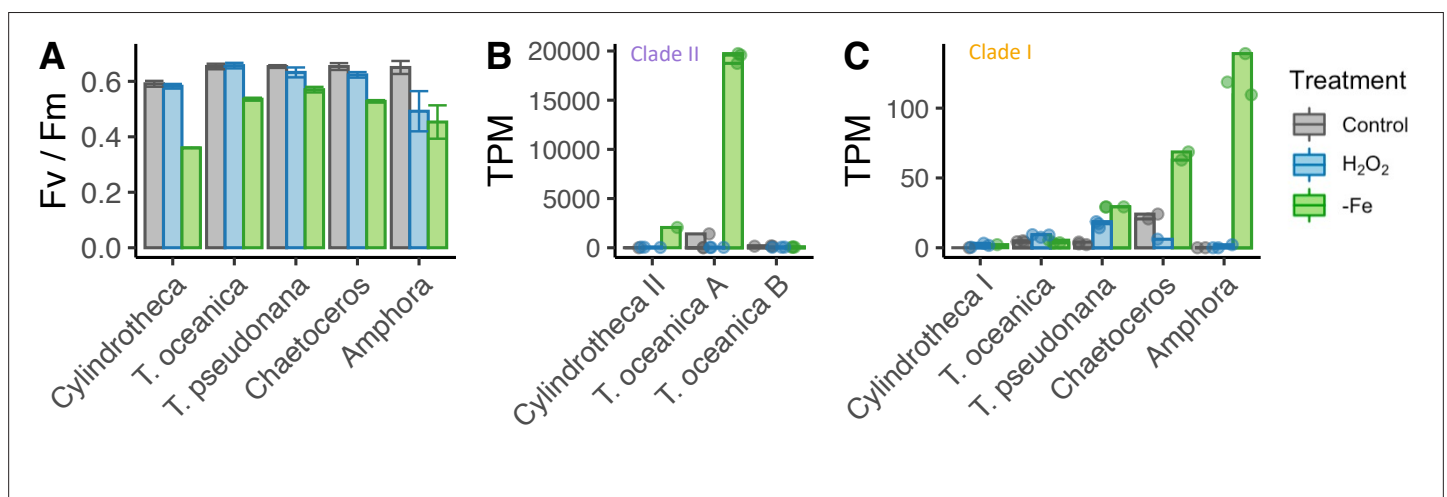 A
Fv / Fm
0.6
0.4
0.2
0.0
Cylindrotheca
T. oceanica
T. pseudonana
Chaetoceros
Amphora
B
Clade II
TPM
20000
15000
10000
5000
0
Cylindrotheca II
T. oceanica A
T. oceanica B
C
Clade I
TPM
100
50
0
Cylindrotheca I
T. oceanica
T. pseudonana
Chaetoceros
Amphora
Treatment
Control
H₂O₂
-Fe